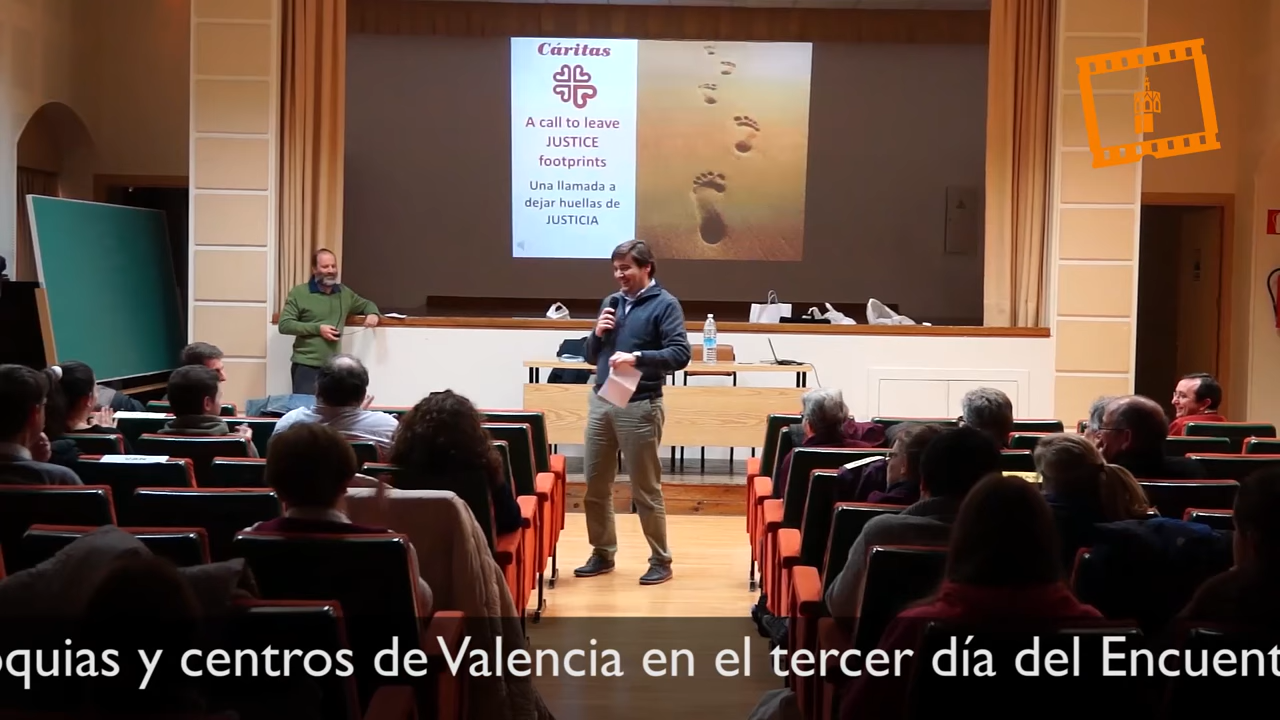 Cáritas
A call to leave
JUSTICE
footprints
Una llamada a
dejar huellas de
JUSTICIA
quias y centros de Valencia en el tercer día del Encuent